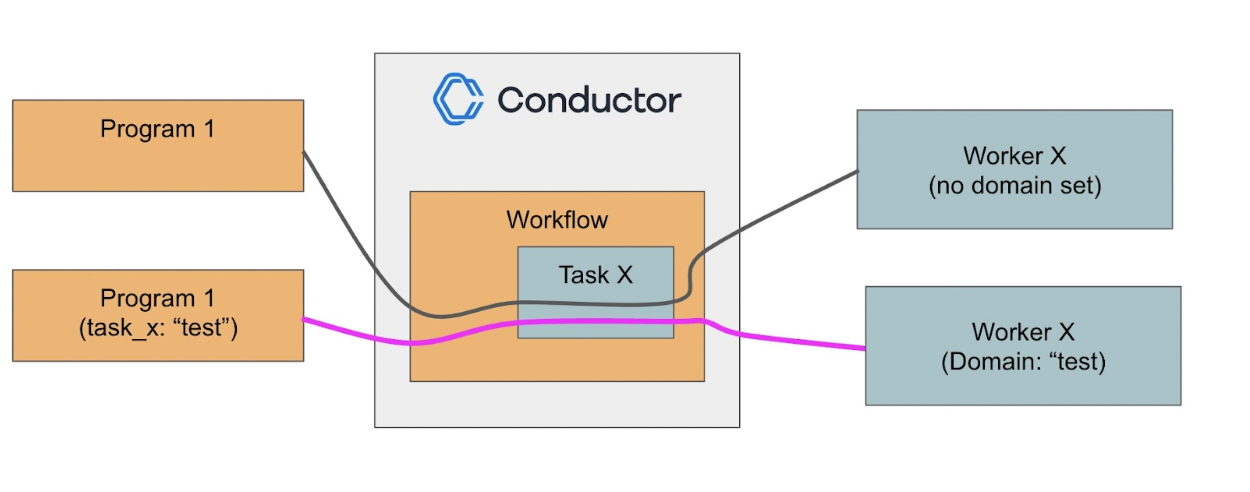 Conductor
Program 1
Worker X
(no domain set)
Workflow
Task X
Program 1
(task_x: “test”)
Worker X
(Domain: “test)